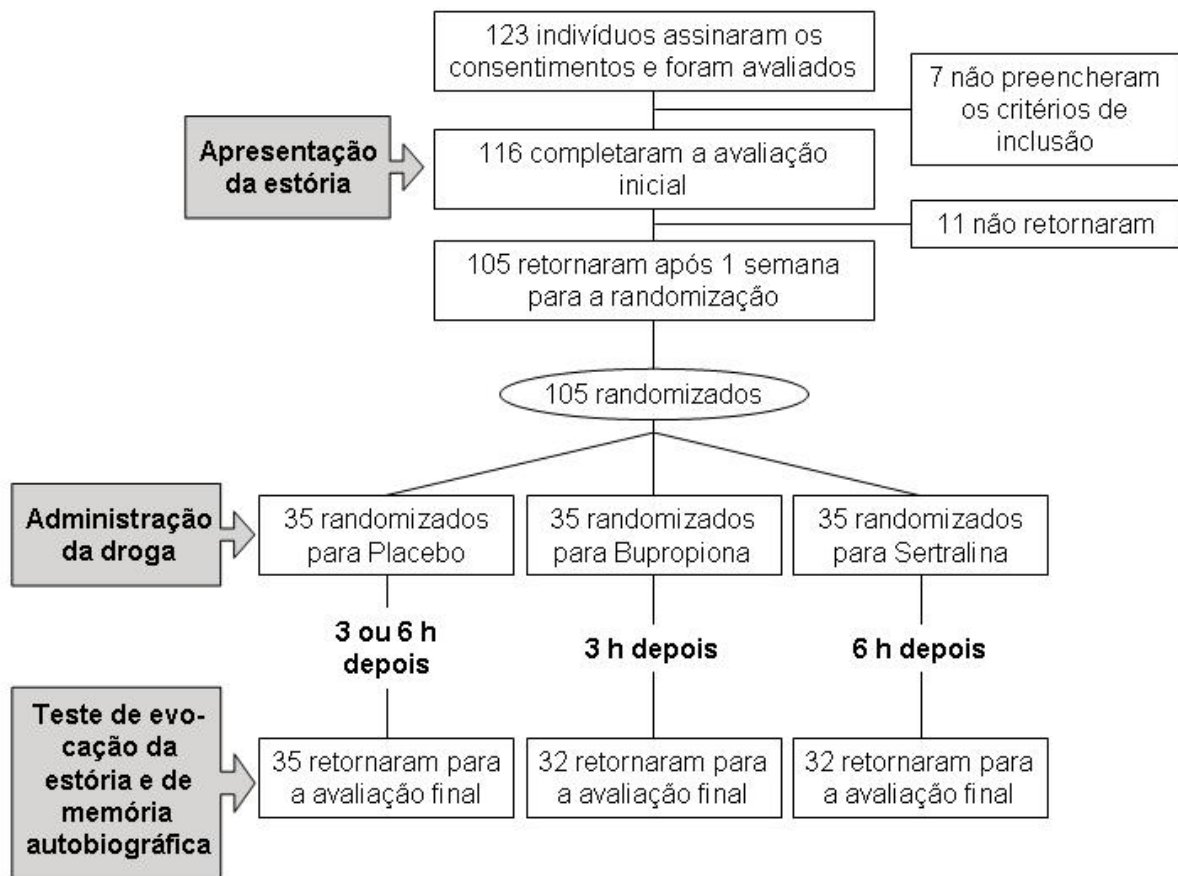 123 indivíduos assinaram os
consentimentos e foram avaliados
7 não preencheram
os critérios de
inclusão
Apresentação
da estória
116 completaram a avaliação
inicial
11 não retornaram
105 retornaram após 1 semana
para a randomização
105 randomizados
Administração
da droga
35 randomizados
para Placebo
35 randomizados
para Bupropiona
35 randomizados
para Sertralina
3 ou 6 h
depois
3 h depois
6 h depois
Teste de evo-
cação da
estória e de
memória
autobiográfica
35 retornaram para
a avaliação final
32 retornaram para
a avaliação final
32 retornaram para
a avaliação final